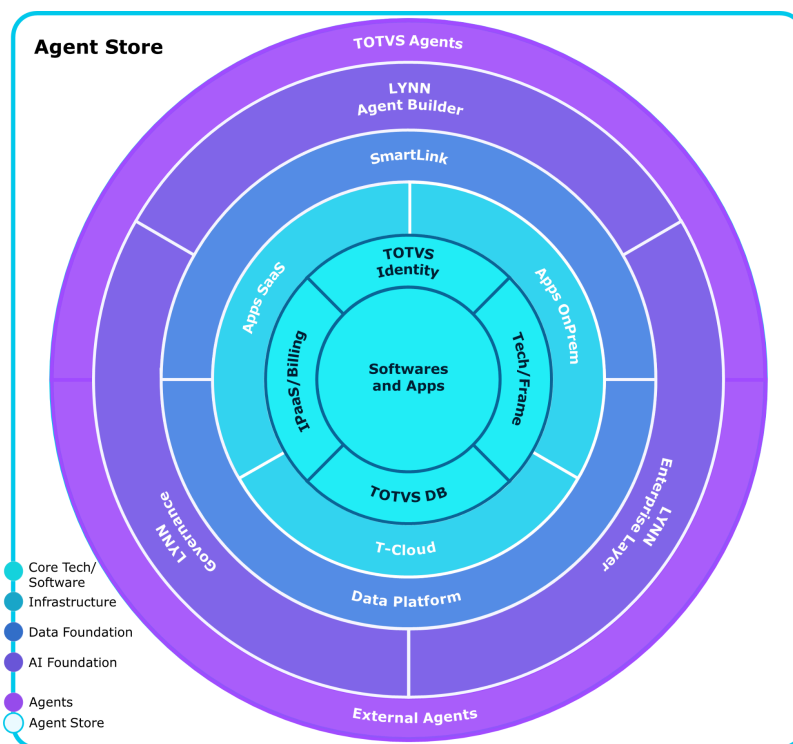 Agent Store
TOTVS Agents
LYNN
Agent Builder
SmartLink
Apps SaaS
Apps OnPrem
TOTVS
Identity
IPaaS/Billing
Tech/Frame
Softwares
and Apps
TOTVS DB
T-Cloud
Data Platform
LYNN
Governance
LYNN
Enterprise Layer
External Agents
Core Tech/
Software
Infrastructure
Data Foundation
AI Foundation
Agents
Agent Store